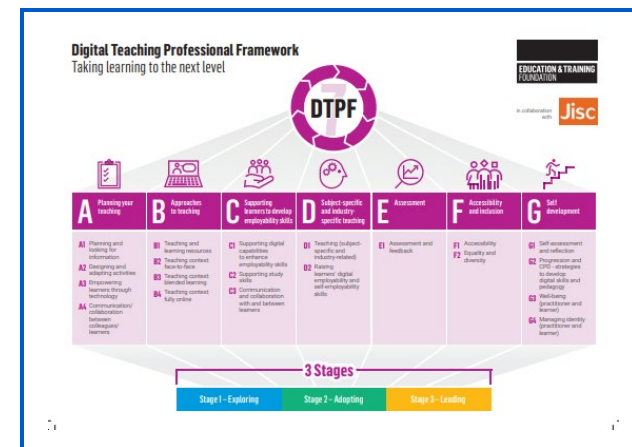 Digital Teaching Professional Framework
Taking learning to the next level
EDUCATION & TRAINING
FOUNDATION
in collaboration
with
Jisc
7
DTPF
A Planning your
teaching
A1 Planning and
looking for
information
A2 Designing and
adapting activities
A3 Empowering
learners through
technology
A4 Communication/
collaboration
between
colleagues/
learners
B Approaches
to teaching
B1 Teaching and
learning resources
B2 Teaching context:
face-to-face
B3 Teaching context:
blended learning
B4 Teaching context:
fully online
C Supporting
learners to develop
employability skills
C1 Supporting digital
capabilities
to enhance
employability skills
C2 Supporting study
skills
C3 Communication
and collaboration
with and between
learners
D Subject-specific
and industry-
specific teaching
D1 Teaching (subject-
specific and
industry-related)
D2 Raising
learners' digital
employability and
self-employability
skills
E Assessment
E1 Assessment and
feedback
F Accessibility
and inclusion
F1 Accessibility
F2 Equality and
diversity
G Self
development
G1 Self-assessment
and reflection
G2 Progression and
CPD - strategies
to develop
digital skills and
pedagogy
G3 Well-being
(practitioner and
learner)
G4 Managing identity
(practitioner and
learner)
3 Stages
Stage 1 – Exploring
Stage 2 – Adopting
Stage 3 – Leading